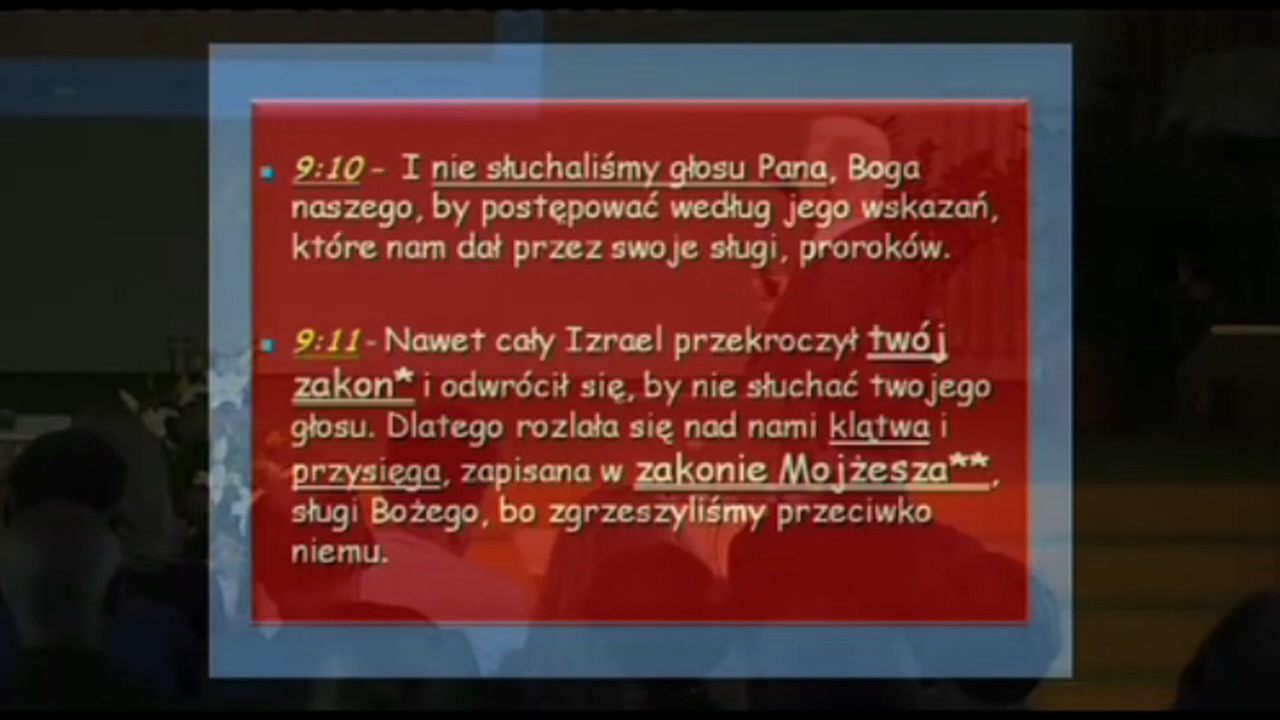 9:10 - I nie słuchaliśmy głosu Pana, Boga
naszego, by postępować według jego wskazań,
które nam dał przez swoje sługi, proroków.
9:11 - Nawet cały Izrael przekroczył twój
zakon* i odwrócił się, by nie słuchać twojego
głosu. Dlatego rozlała się nad nami klątwa i
przysięga, zapisana w zakonie Mojżesza**,
sługi Bożego, bo zgrzeszyliśmy przeciwko
niemu.